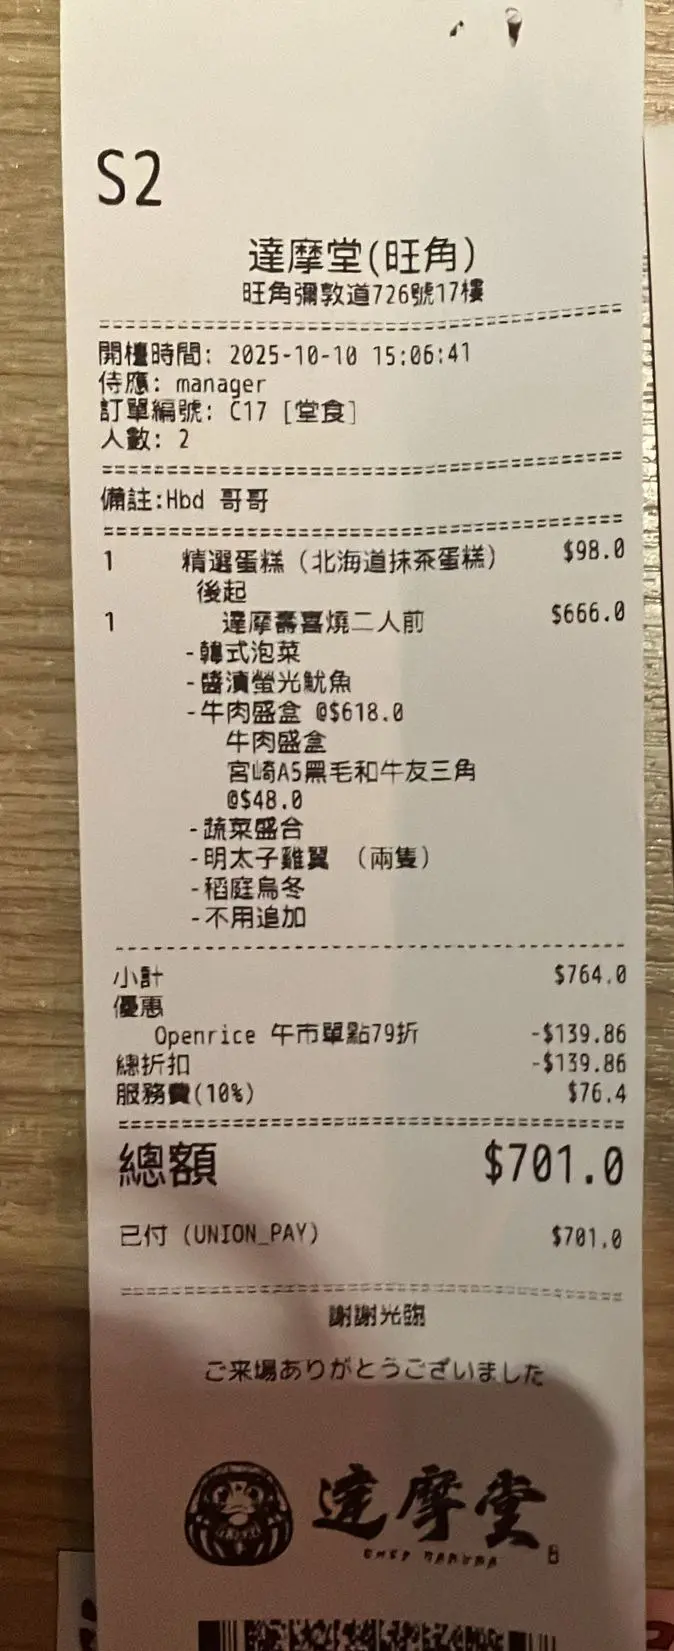 S2
達摩堂(旺角)
旺角彌敦道726號17樓
開檯時間: 2025-10-10 15:06:41
侍應: manager
訂單編號: C17 [堂食]
人數: 2
備註:Hbd 哥哥
1 精選蛋糕 (北海道抹茶蛋糕) $98.0
後起
1 達摩壽喜燒二人前 $666.0
-韓式泡菜
-醬漬螢光魷魚
-牛肉盛盒 @$618.0
牛肉盛盒
宮崎A5黑毛和牛友三角
@$48.0
-蔬菜盛合
-明太子雞翼 (兩隻)
-稻庭烏冬
-不用追加
小計 $764.0
優惠
Openrice 午市單點79折 -$139.86
總折扣 -$139.86
服務費(10%) $76.4
總額 $701.0
已付 (UNION_PAY) $701.0
謝謝光臨
ご来場ありがとうございました
達摩堂